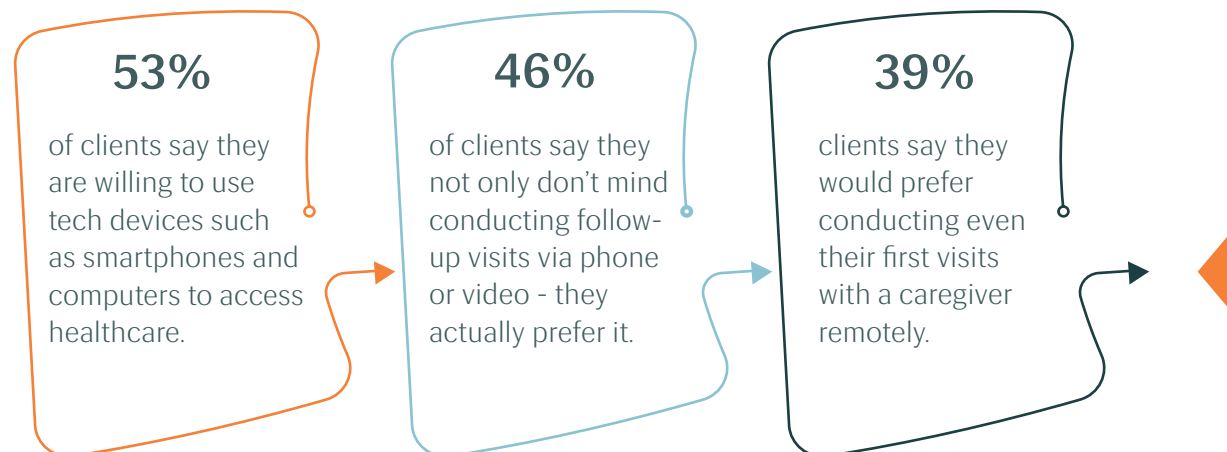 53%
of clients say they
are willing to use
tech devices such
as smartphones and
computers to access
healthcare.
46%
of clients say they
not only don’t mind
conducting follow-
up visits via phone
or video - they
actually prefer it.
39%
clients say they
would prefer
conducting even
their first visits
with a caregiver
remotely.